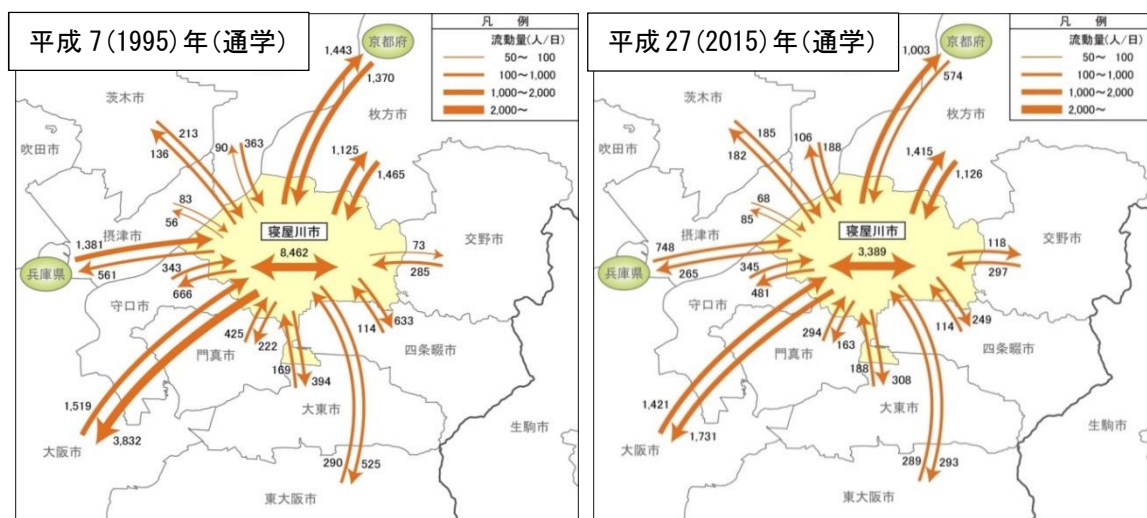 平成 7(1995)年(通学)
凡 例
流動量(人/日)
50~ 100
100~1,000
1,000~2,000
2,000~
京都府
1,443
1,370
茨木市
枚方市
吹田市
213
136
90
363
1,125
1,465
83
56
摂津市
寝屋川市
8,462
交野市
73
285
1,381
561
兵庫県
343
666
守口市
425
222
114
633
門真市
四条畷市
169
394
大東市
1,519
3,832
大阪市
290
525
生駒市
東大阪市
平成 27(2015)年(通学)
凡 例
流動量(人/日)
50~ 100
100~1,000
1,000~2,000
2,000~
京都府
1,003
574
茨木市
枚方市
吹田市
185
182
106
188
1,415
1,126
68
85
摂津市
寝屋川市
3,389
交野市
118
297
748
265
兵庫県
345
481
守口市
294
163
114
249
門真市
四条畷市
188
308
大東市
1,421
1,731
大阪市
289
293
生駒市
東大阪市